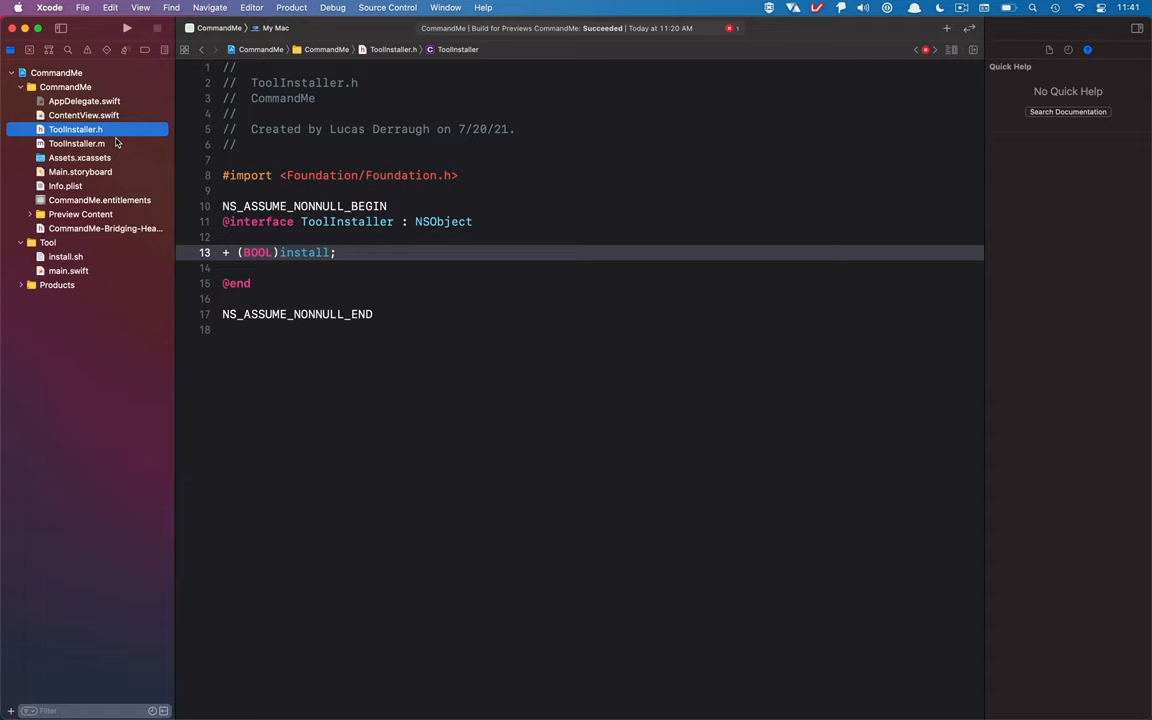 Xcode File Edit View Find Navigate Editor Product Debug Source Control Window Help 11:41
CommandMe My Mac CommandMe | Build for Previews CommandMe: Succeeded | Today at 11:20 AM 1
CommandMe CommandMe ToolInstaller.h ToolInstaller
CommandMe
CommandMe
AppDelegate.swift
ContentView.swift
ToolInstaller.h
ToolInstaller.m
Assets.xcassets
Main.storyboard
Info.plist
CommandMe.entitlements
Preview Content
CommandMe-Bridging-Hea...
Tool
install.sh
main.swift
Products
Filter
1 //
2 // ToolInstaller.h
3 // CommandMe
4 //
5 // Created by Lucas Derraugh on 7/20/21.
6 //
7
8 #import <Foundation/Foundation.h>
9
10 NS_ASSUME_NONNULL_BEGIN
11 @interface ToolInstaller : NSObject
12
13 + (BOOL)install;
14
15 @end
16
17 NS_ASSUME_NONNULL_END
18
Quick Help
No Quick Help
Search Documentation